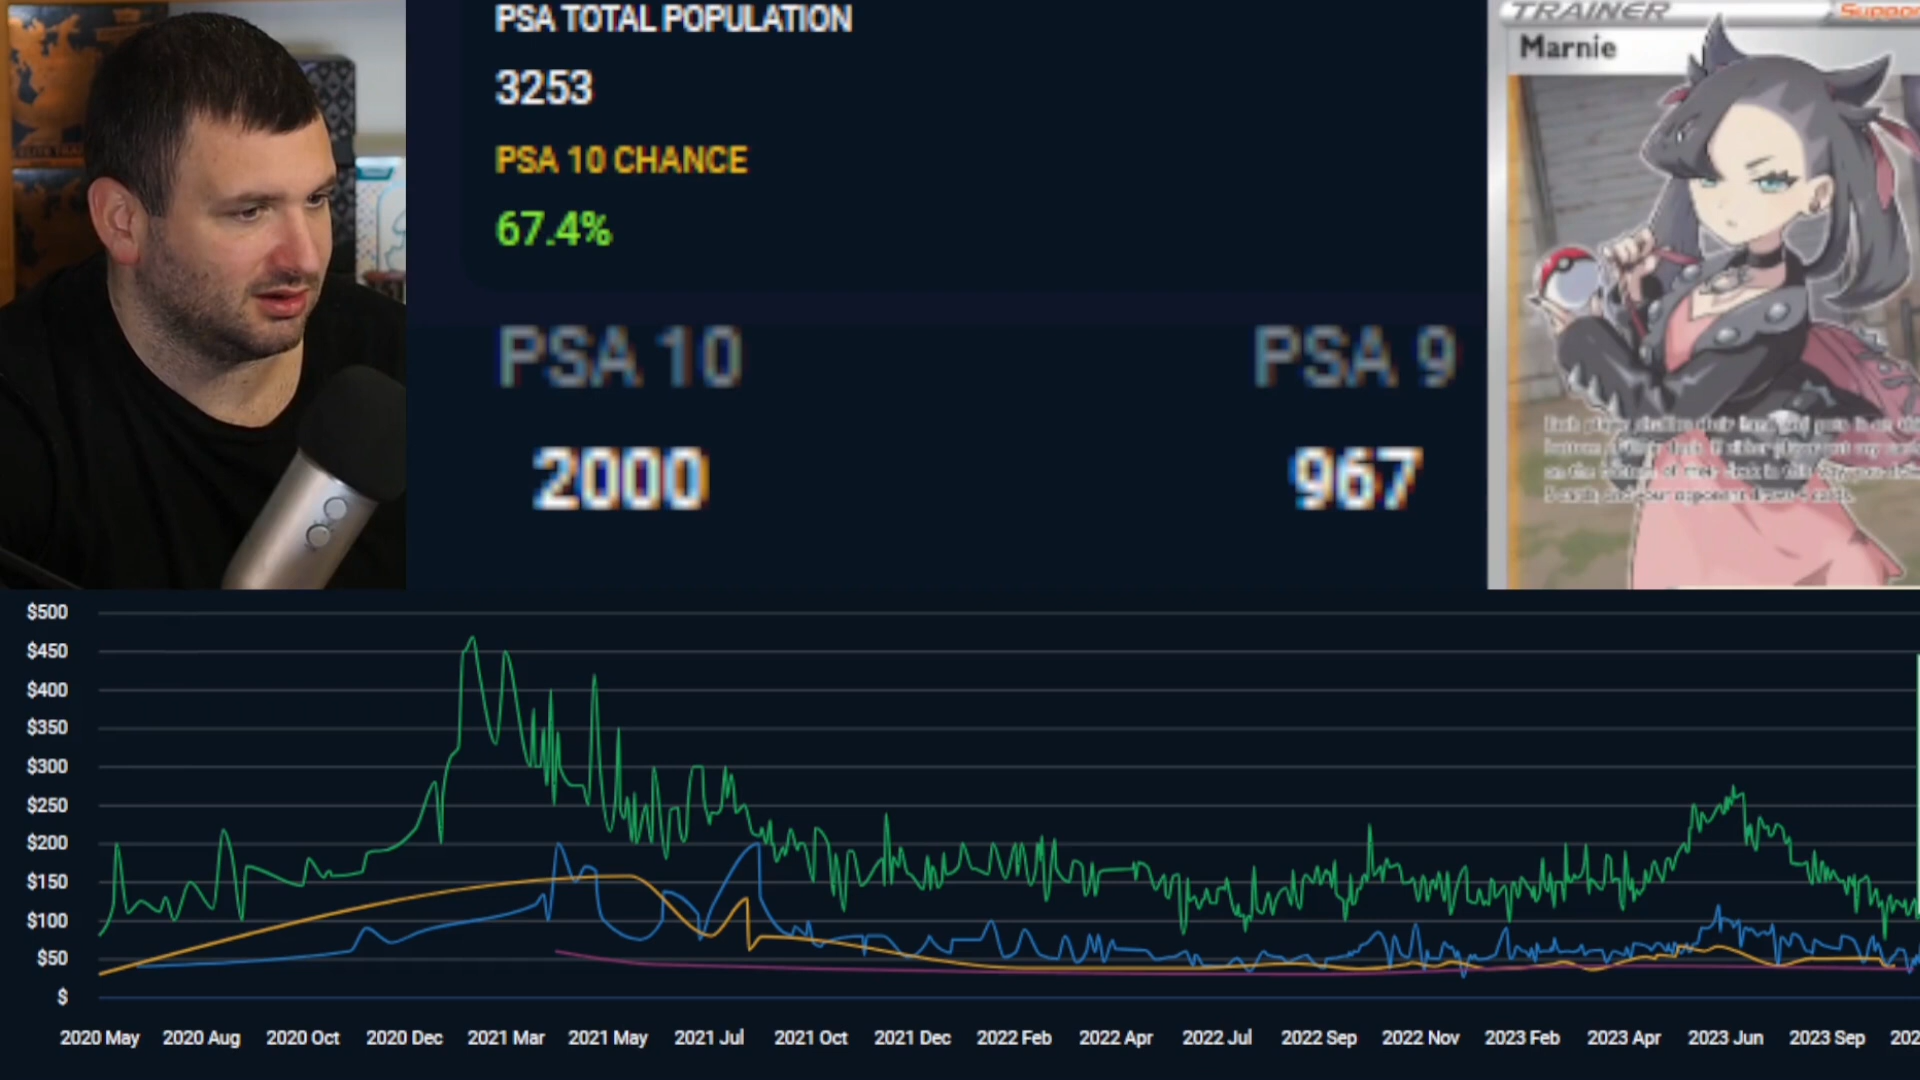 PSA TOTAL POPULATION
3253
PSA 10 CHANCE
67.4%
PSA 10
PSA 9
2000
967
TRAINER
Marnie
$500
$450
$400
$350
$300
$250
$200
$150
$100
$50
$
2020 May
2020 Aug
2020 Oct
2020 Dec
2021 Mar
2021 May
2021 Jul
2021 Oct
2021 Dec
2022 Feb
2022 Apr
2022 Jul
2022 Sep
2022 Nov
2023 Feb
2023 Apr
2023 Jun
2023 Sep